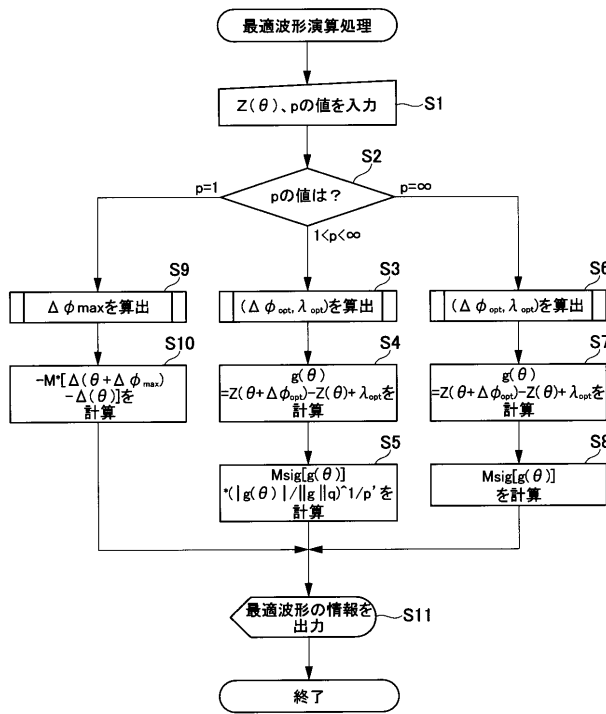 最適波形演算処理
S1
Z(θ)、pの値を入力
S2
pの値は?
p=1
p=∞
1<p<∞
S9
Δφmaxを算出
S10
-M*[Δ(θ+Δφmax)
-Δ(θ)]を
計算
S3
(Δφopt,λopt)を算出
S4
g(θ)
=Z(θ+Δφopt)-Z(θ)+λoptを
計算
S5
Msig[g(θ)]
*(|g(θ)|/||g||q)^1/p'を
計算
S6
(Δφopt,λopt)を算出
S7
g(θ)
=Z(θ+Δφopt)-Z(θ)+λoptを
計算
S8
Msig[g(θ)]
を計算
S11
最適波形の情報を
出力
終了